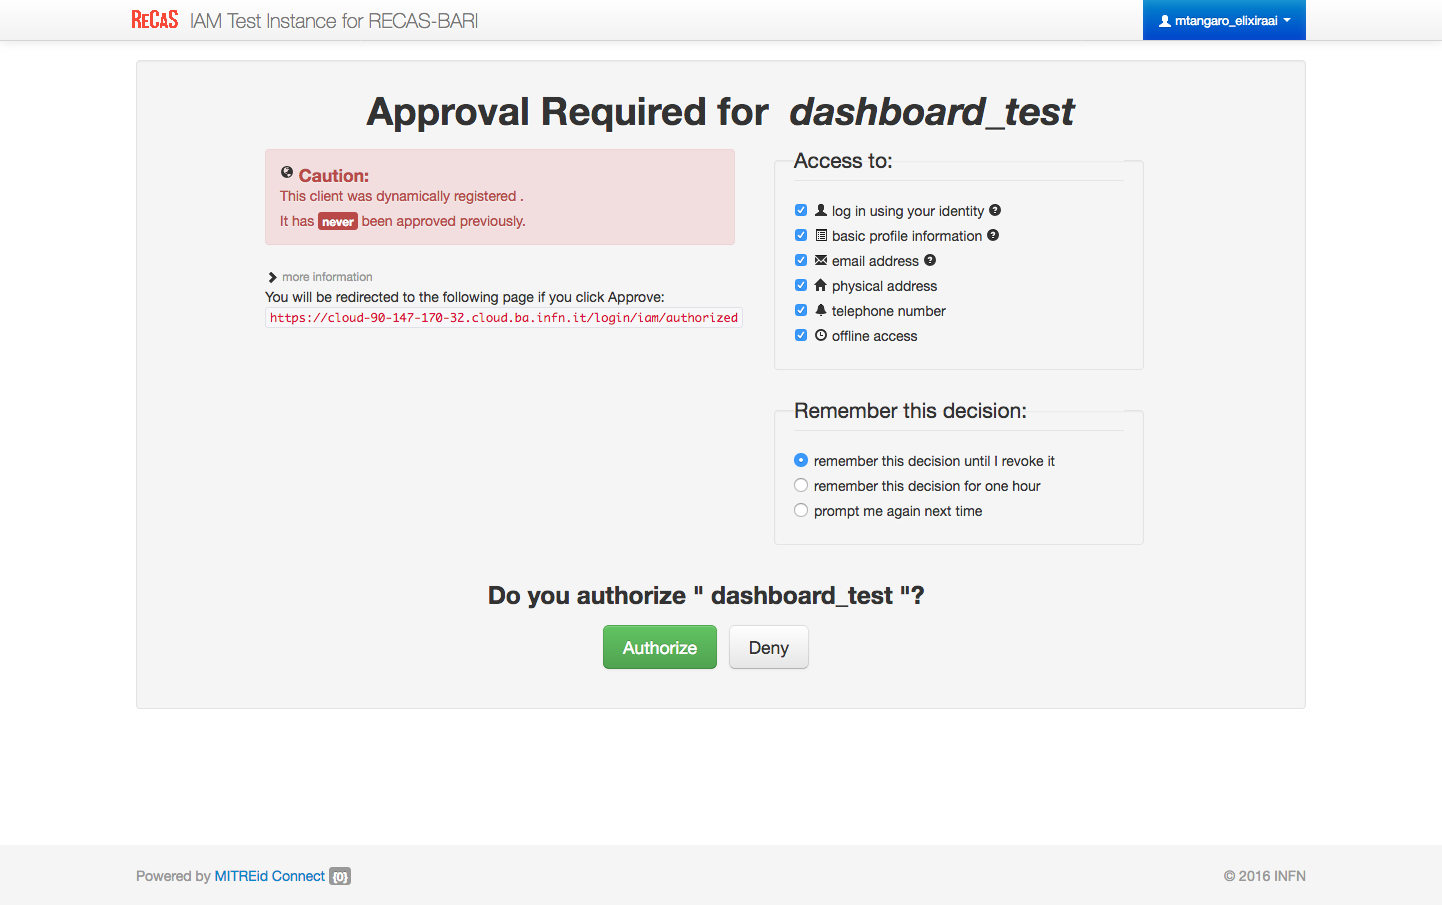 ReCaS IAM Test Instance for RECAS-BARI
mtangaro_elixiraai
Approval Required for dashboard_test
Caution:
This client was dynamically registered .
It has never been approved previously.
more information
You will be redirected to the following page if you click Approve:
https://cloud-90-147-170-32.cloud.ba.infn.it/login/iam/authorized
Access to:
log in using your identity
basic profile information
email address
physical address
telephone number
offline access
Remember this decision:
remember this decision until I revoke it
remember this decision for one hour
prompt me again next time
Do you authorize " dashboard_test "?
Authorize
Deny
Powered by MITREid Connect {0}
© 2016 INFN